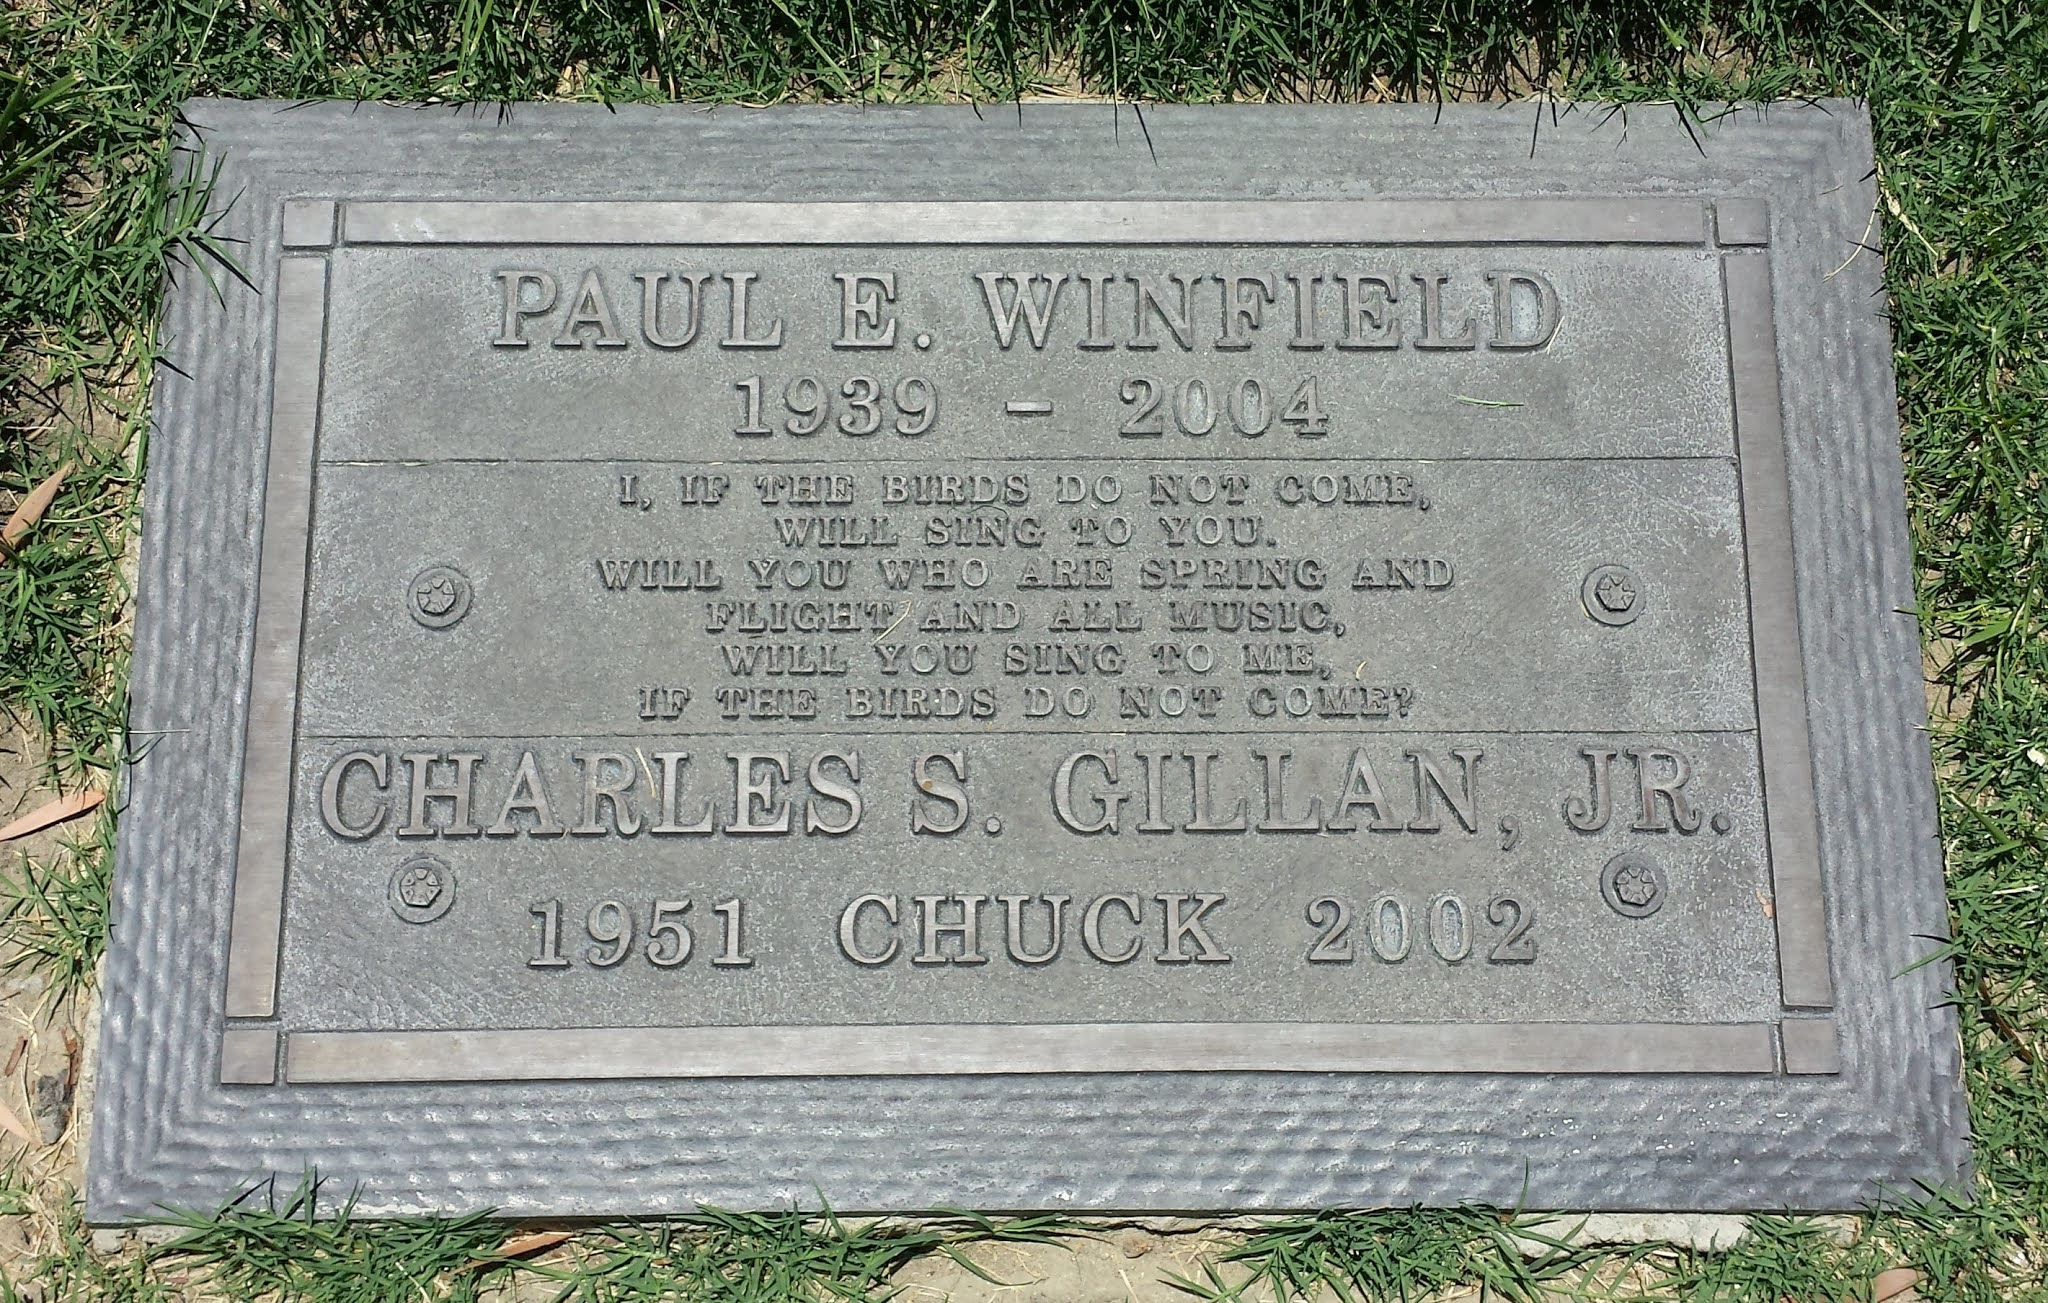 PAUL E. WINFIELD
1939 - 2004
I, IF THE BIRDS DO NOT COME,
WILL SING TO YOU.
WILL YOU WHO ARE SPRING AND
FLIGHT AND ALL MUSIC,
WILL YOU SING TO ME,
IF THE BIRDS DO NOT COME?
CHARLES S. GILLAN, JR.
1951 CHUCK 2002